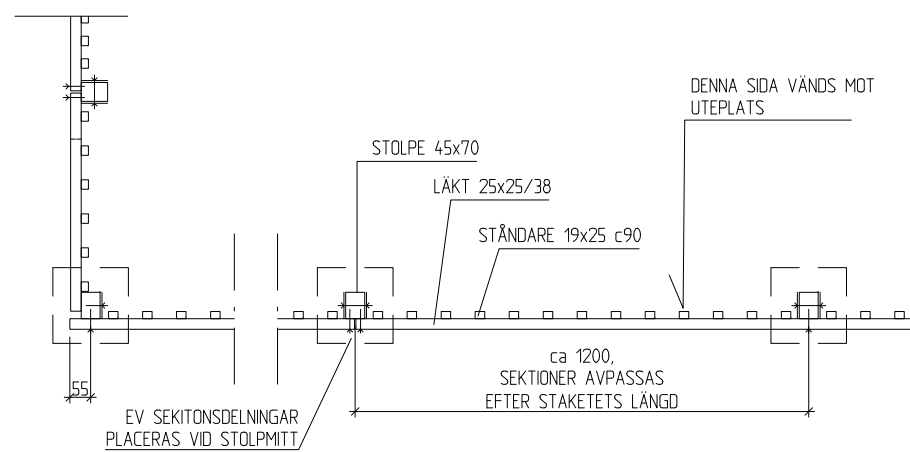 DENNA SIDA VÄNDS MOT
UTEPLATS
STOLPE 45x70
LÄKT 25x25/38
STÅNDARE 19x25 c90
ca 1200,
SEKTIONER AVPASSAS
EFTER STAKETETS LÄNGD
55
EV SEKITONSDELNINGAR
PLACERAS VID STOLPMITT